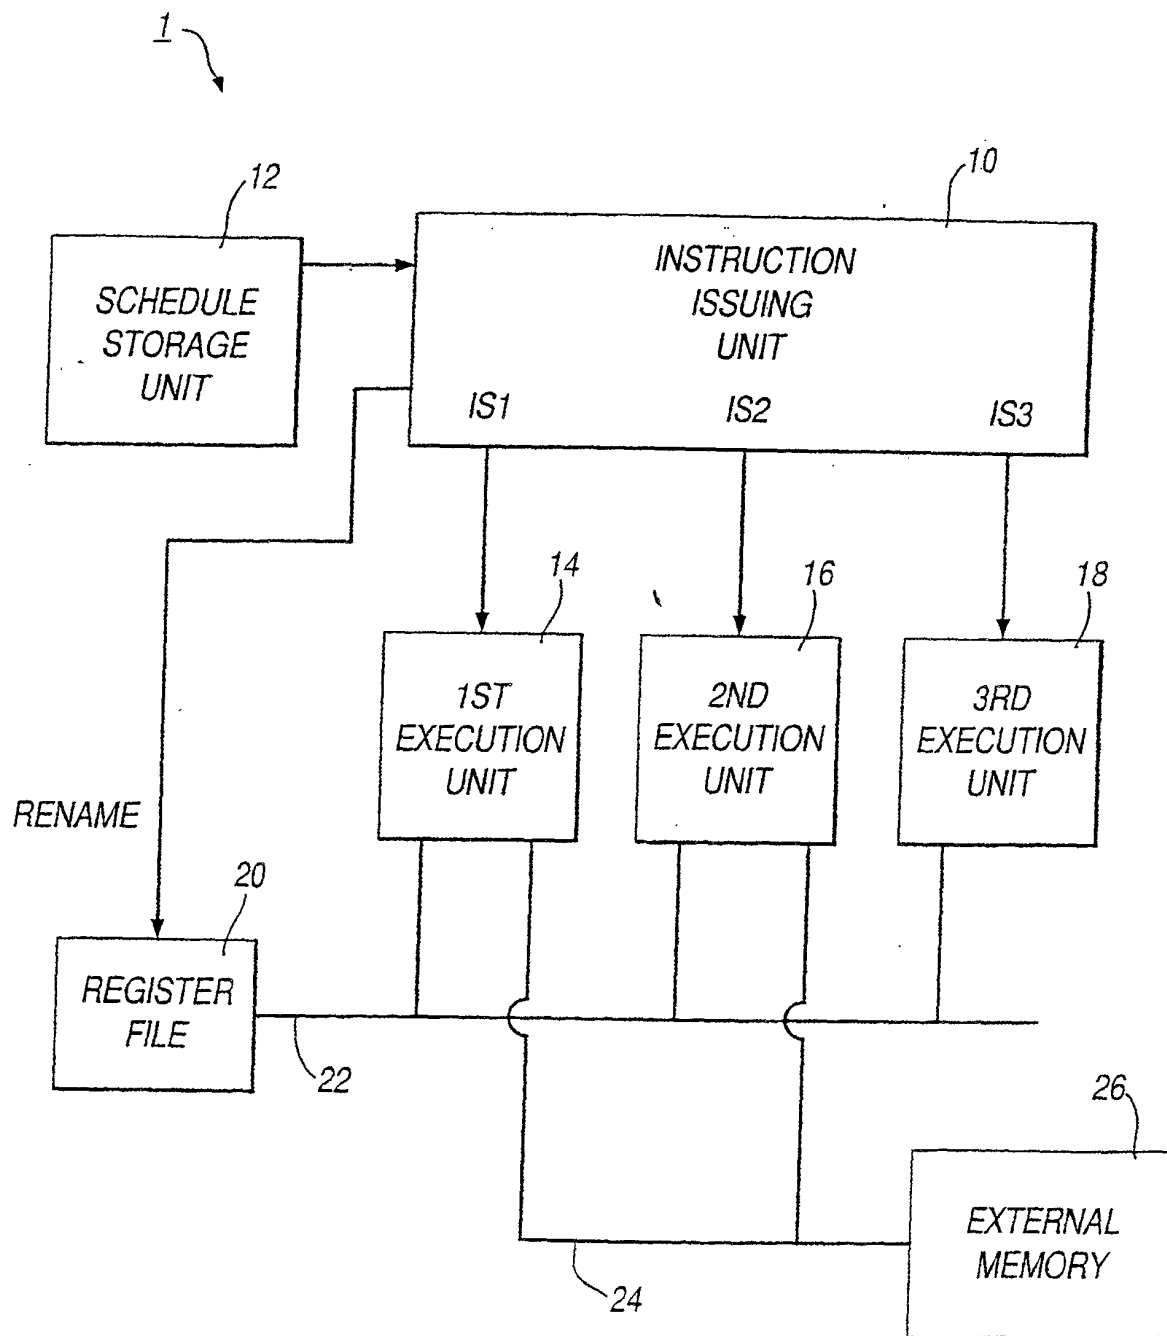 1
12
10
SCHEDULE
STORAGE
UNIT
INSTRUCTION
ISSUING
UNIT
IS1
IS2
IS3
14
16
18
1ST
EXECUTION
UNIT
2ND
EXECUTION
UNIT
3RD
EXECUTION
UNIT
RENAME
20
REGISTER
FILE
22
26
EXTERNAL
MEMORY
24